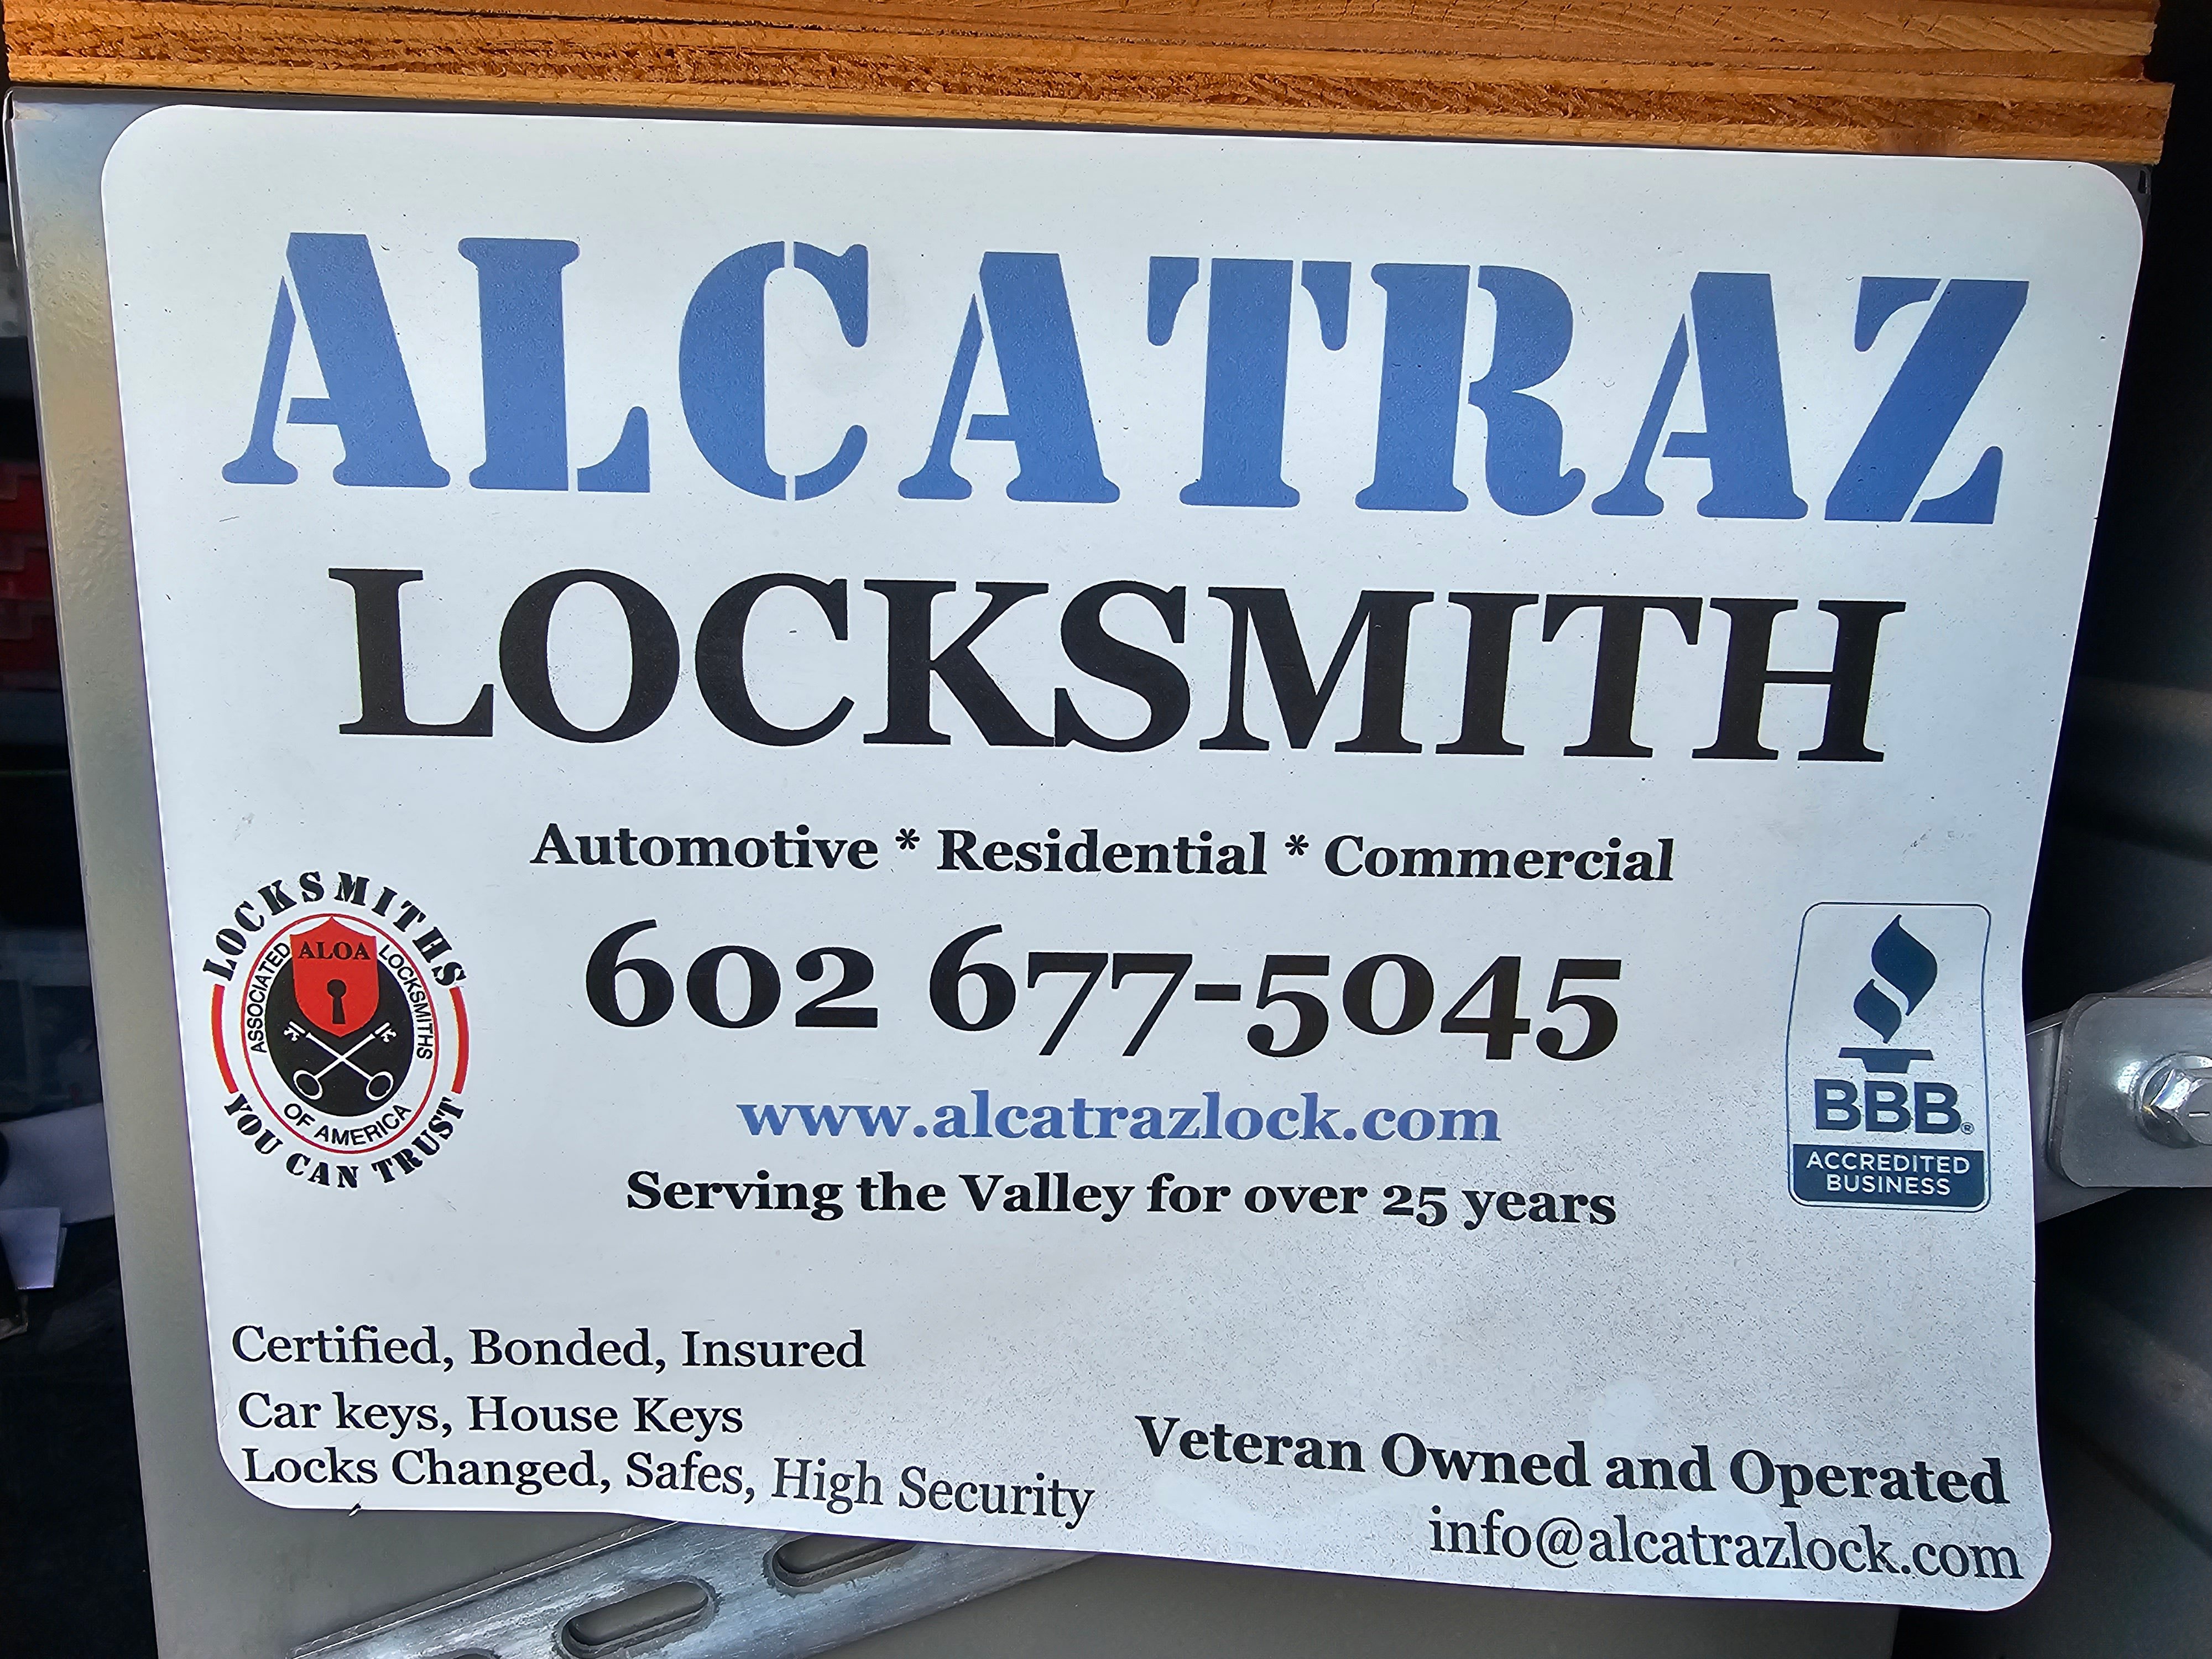 ALCATRAZ
LOCKSMITH
Automotive * Residential * Commercial
602 677-5045
www.alcatrazlock.com
Serving the Valley for over 25 years
LOCKSMITHS
ALOA
ASSOCIATED LOCKSMITHS
OF AMERICA
YOU CAN TRUST
BBB®
ACCREDITED
BUSINESS
Certified, Bonded, Insured
Car keys, House Keys
Locks Changed, Safes, High Security
Veteran Owned and Operated
info@alcatrazlock.com